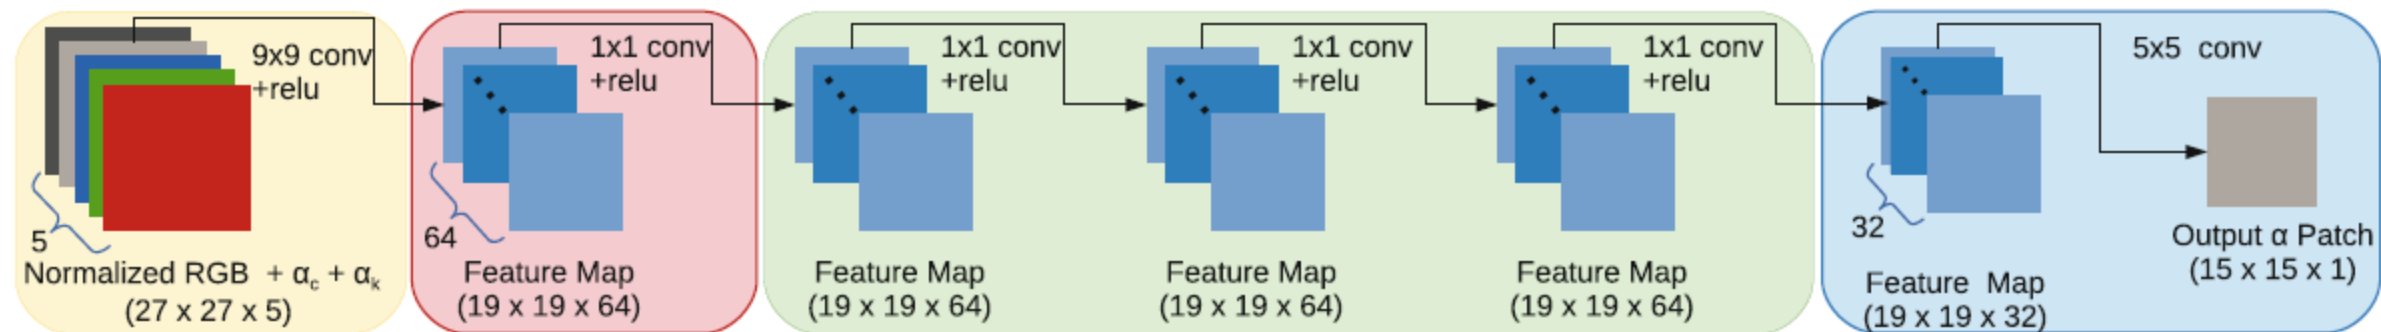 9x9 conv
+relu
5
Normalized RGB + αc + αk
(27 x 27 x 5)
1x1 conv
+relu
64
Feature Map
(19 x 19 x 64)
1x1 conv
+relu
Feature Map
(19 x 19 x 64)
1x1 conv
+relu
Feature Map
(19 x 19 x 64)
1x1 conv
+relu
Feature Map
(19 x 19 x 64)
32
Feature Map
(19 x 19 x 32)
5x5 conv
Output α Patch
(15 x 15 x 1)